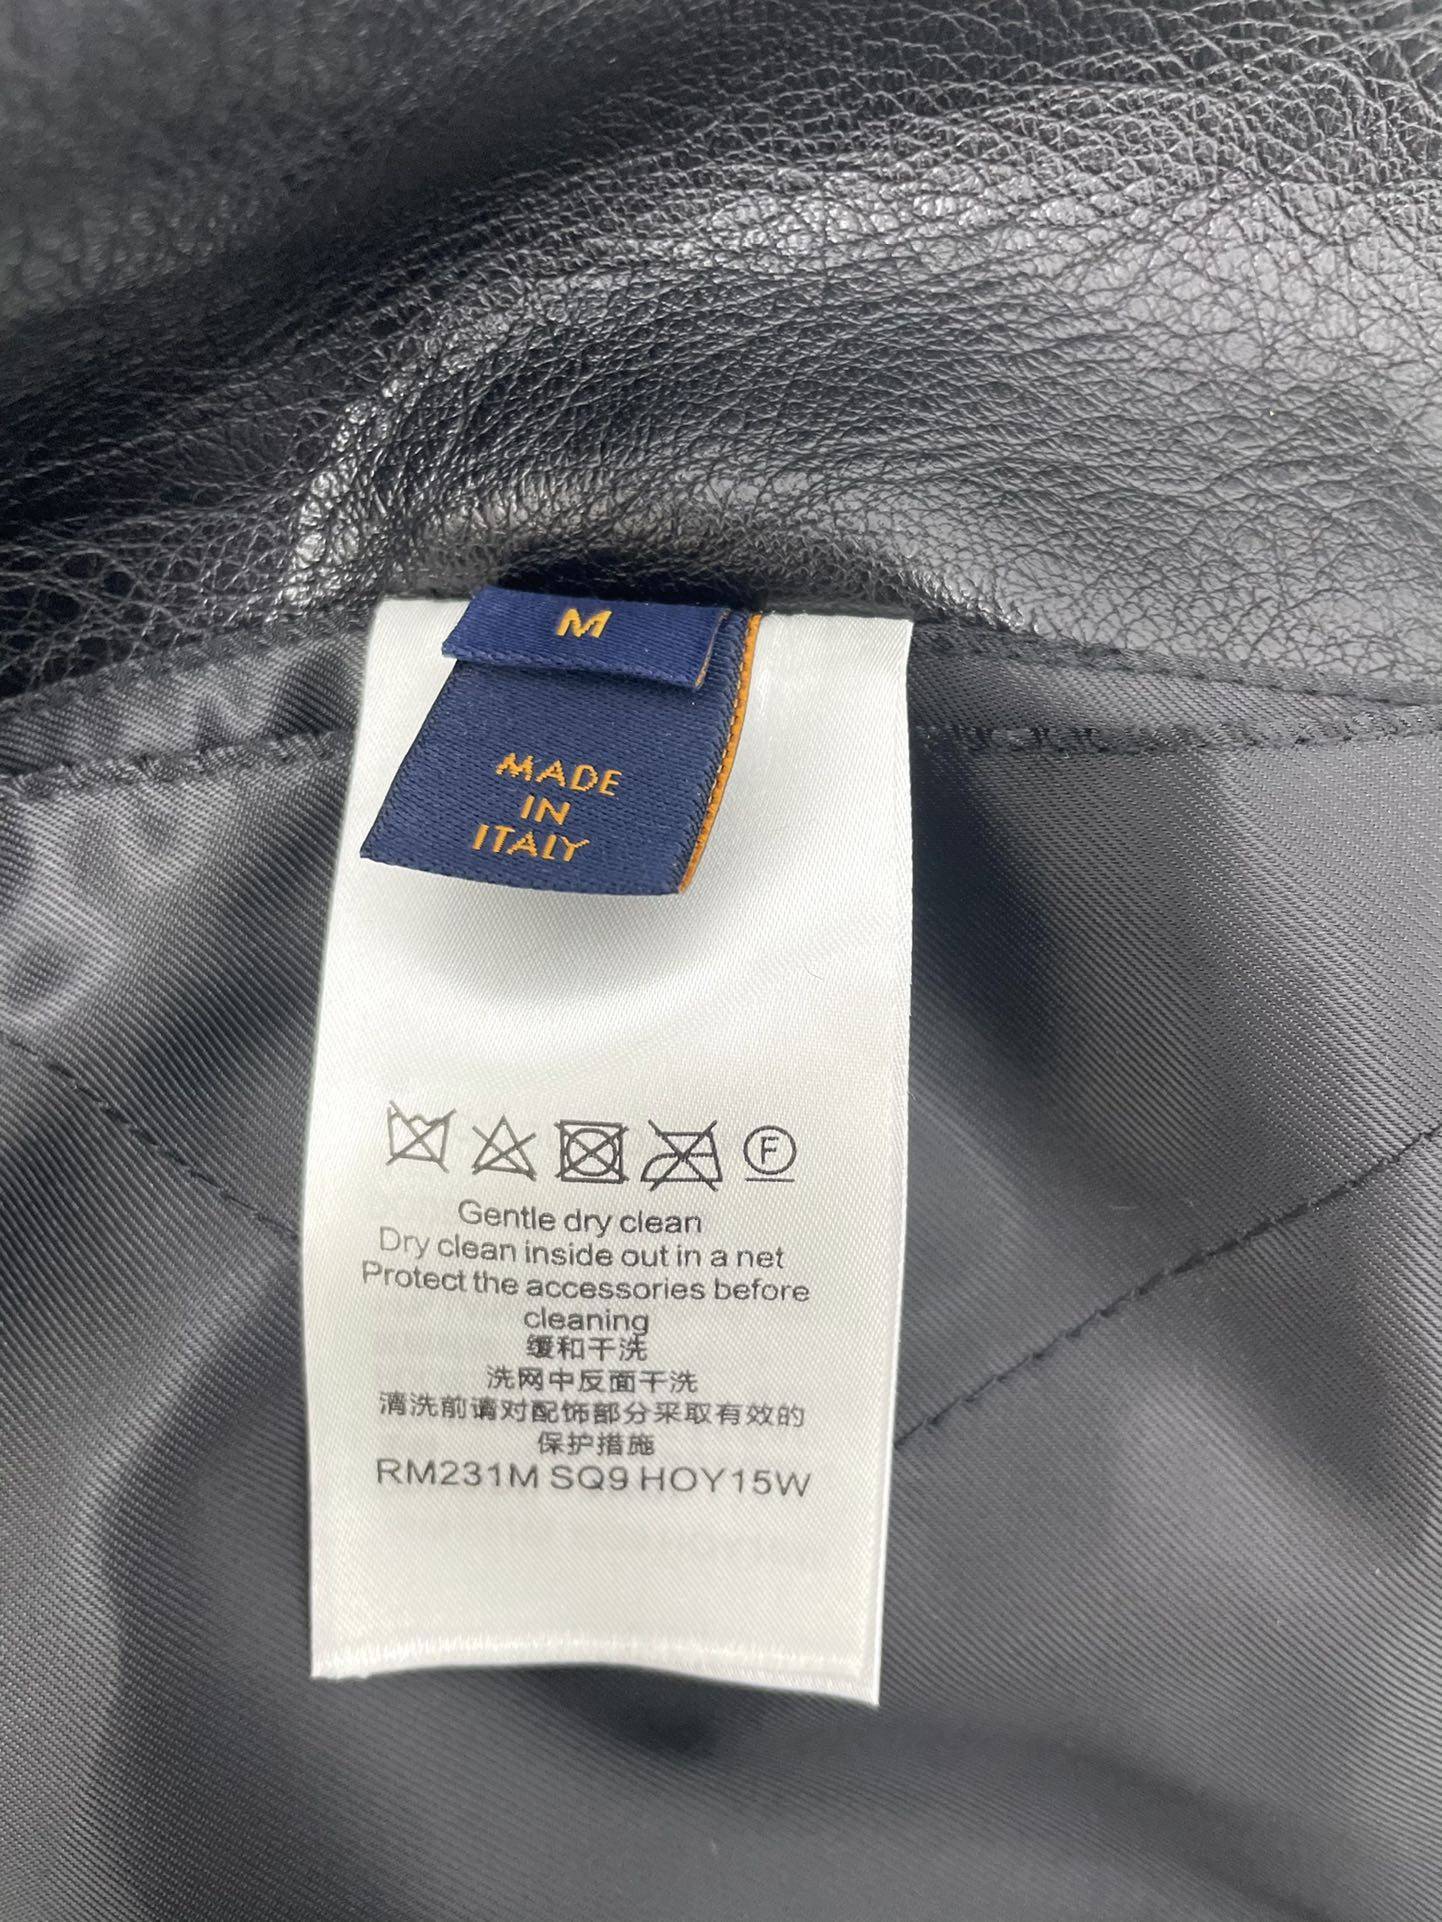 M
MADE
IN
ITALY
F
Gentle dry clean
Dry clean inside out in a net
Protect the accessories before
cleaning
缓和干洗
洗网中反面干洗
清洗前请对配饰部分采取有效的
保护措施
RM231M SQ9 HOY15W